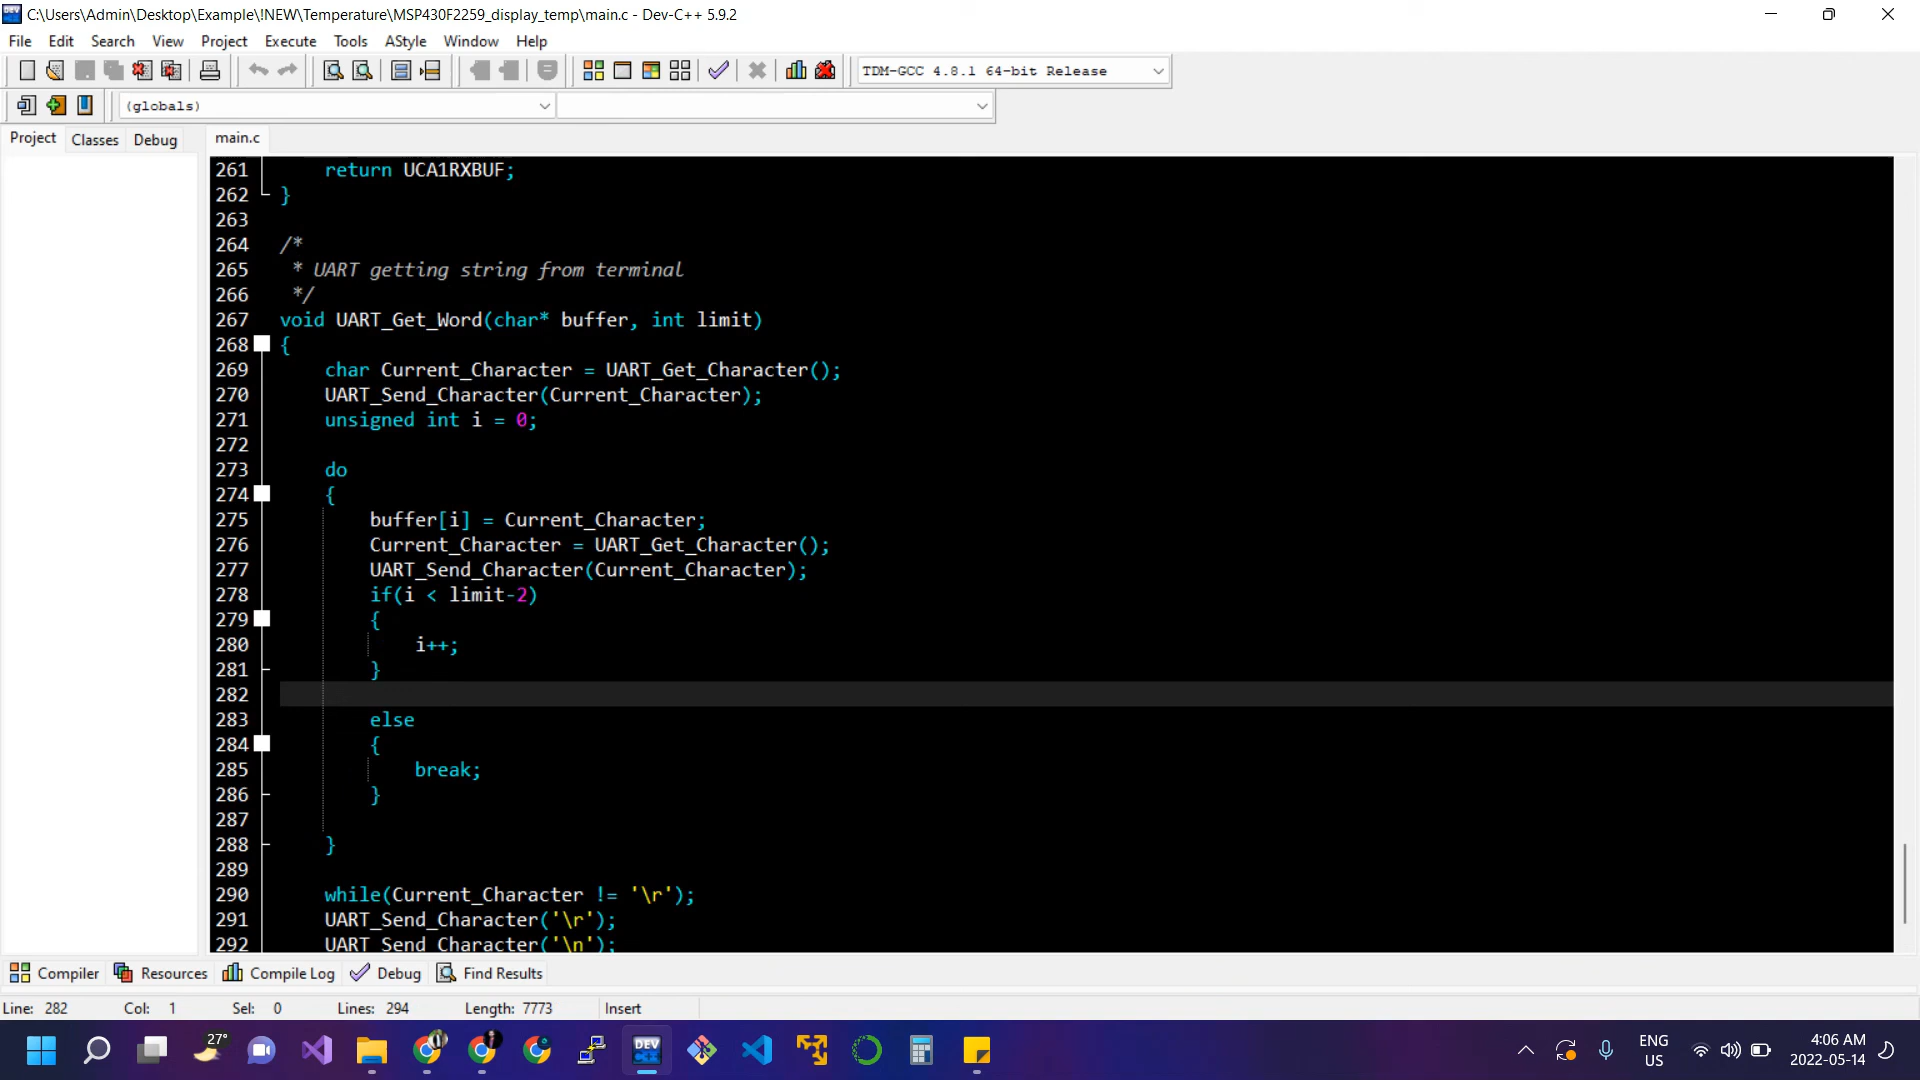 C:\Users\Admin\Desktop\Example\!NEW\Temperature\MSP430F2259_display_temp\main.c - Dev-C++ 5.9.2
File Edit Search View Project Execute Tools AStyle Window Help
TDM-GCC 4.8.1 64-bit Release
(globals)
Project Classes Debug main.c
261 return UCA1RXBUF;
262 }
263
264 /*
265 * UART getting string from terminal
266 */
267 void UART_Get_Word(char* buffer, int limit)
268 {
269 char Current_Character = UART_Get_Character();
270 UART_Send_Character(Current_Character);
271 unsigned int i = 0;
272
273 do
274 {
275 buffer[i] = Current_Character;
276 Current_Character = UART_Get_Character();
277 UART_Send_Character(Current_Character);
278 if(i < limit-2)
279 {
280 i++;
281 }
282
283 else
284 {
285 break;
286 }
287
288 }
289
290 while(Current_Character != '\r');
291 UART_Send_Character('\r');
292 UART_Send_Character('\n');
Compiler Resources Compile Log Debug Find Results
Line: 282 Col: 1 Sel: 0 Lines: 294 Length: 7773 Insert
27°
DEV
ENG
US
4:06 AM
2022-05-14